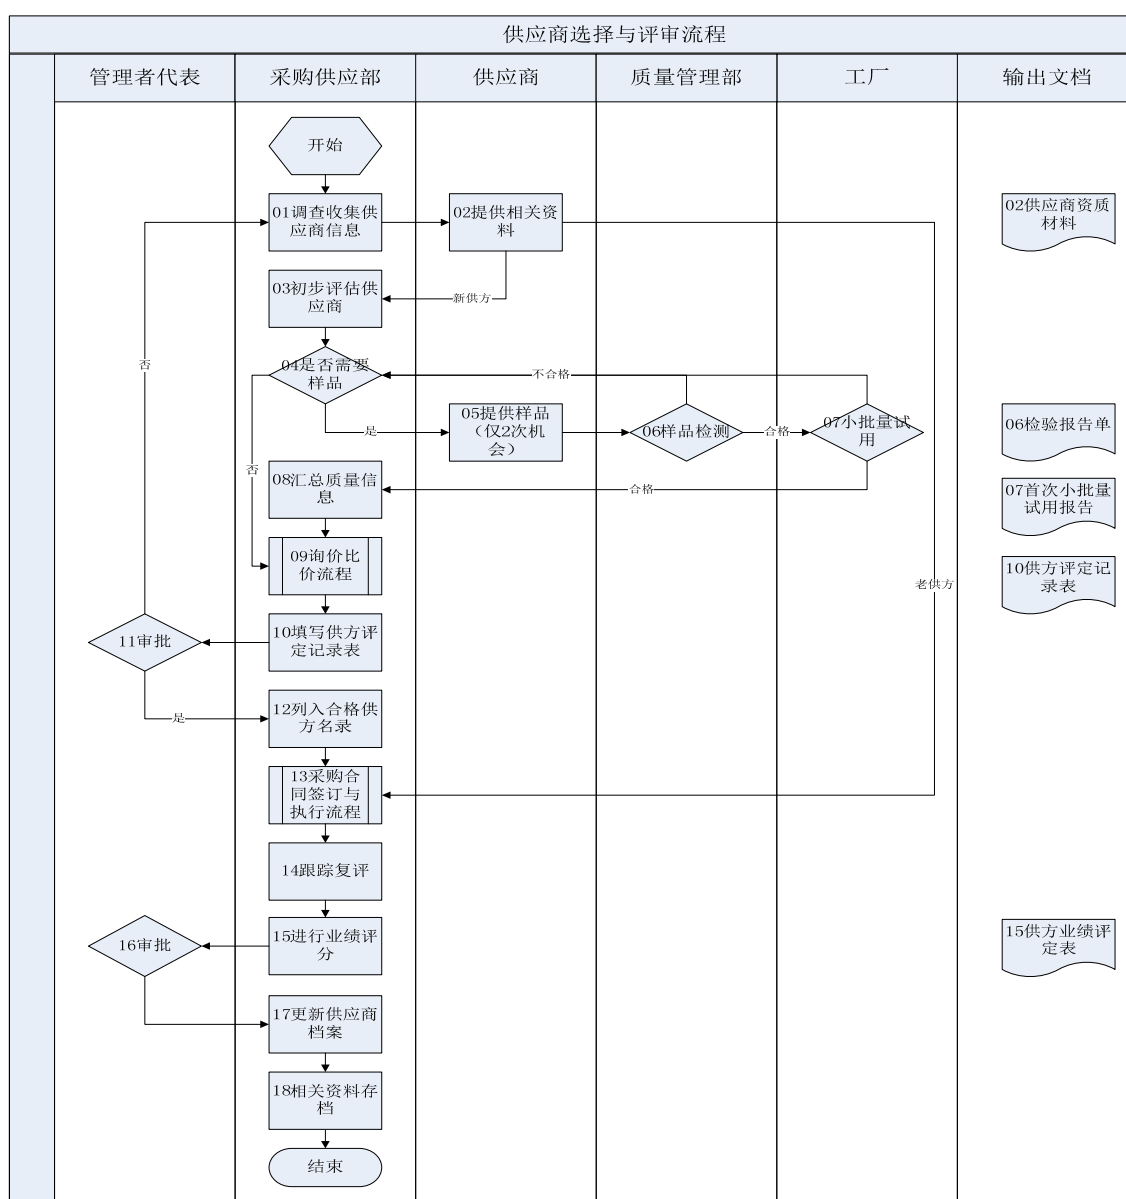 供应商选择与评审流程
管理者代表
采购供应部
供应商
质量管理部
工厂
输出文档
开始
01调查收集供
应商信息
02提供相关资
料
02供应商资质
材料
03初步评估供
应商
新供方
否
04是否需要
样品
不合格
是
05提供样品
（仅2次机
会）
06样品检测
合格
07小批量试
用
06检验报告单
否
08汇总质量信
息
合格
07首次小批量
试用报告
09询价比
价流程
老供方
10供方评定记
录表
11审批
10填写供方评
定记录表
是
12列入合格供
方名录
13采购合
同签订与
执行流程
14跟踪复评
16审批
15进行业绩评
分
15供方业绩评
定表
17更新供应商
档案
18相关资料存
档
结束